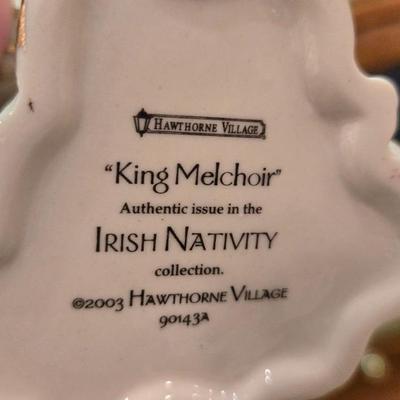 HAWTHORNE VILLAGE
"King Melchoir"
Authentic issue in the
IRISH NATIVITY
collection.
©2003 HAWTHORNE VILLAGE
90143A